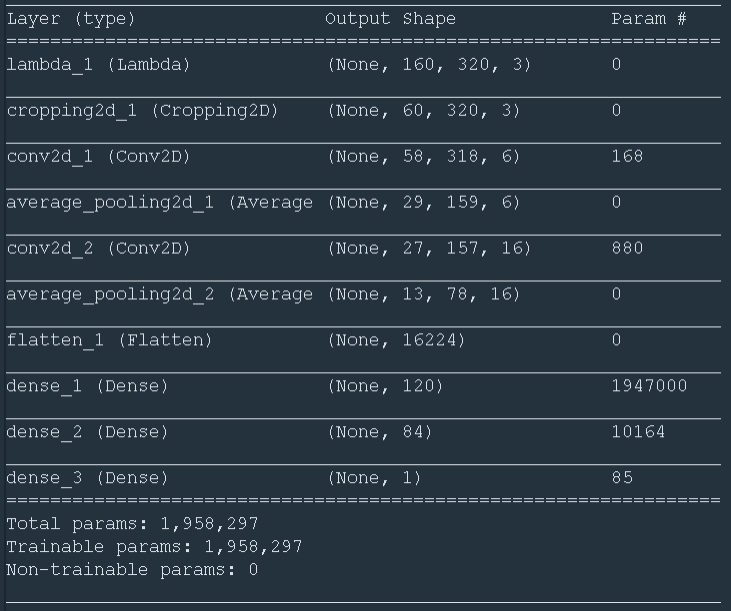 Layer (type) Output Shape Param #
=================================================================
lambda_1 (Lambda) (None, 160, 320, 3) 0
cropping2d_1 (Cropping2D) (None, 60, 320, 3) 0
conv2d_1 (Conv2D) (None, 58, 318, 6) 168
average_pooling2d_1 (Average (None, 29, 159, 6) 0
conv2d_2 (Conv2D) (None, 27, 157, 16) 880
average_pooling2d_2 (Average (None, 13, 78, 16) 0
flatten_1 (Flatten) (None, 16224) 0
dense_1 (Dense) (None, 120) 1947000
dense_2 (Dense) (None, 84) 10164
dense_3 (Dense) (None, 1) 85
=================================================================
Total params: 1,958,297
Trainable params: 1,958,297
Non-trainable params: 0